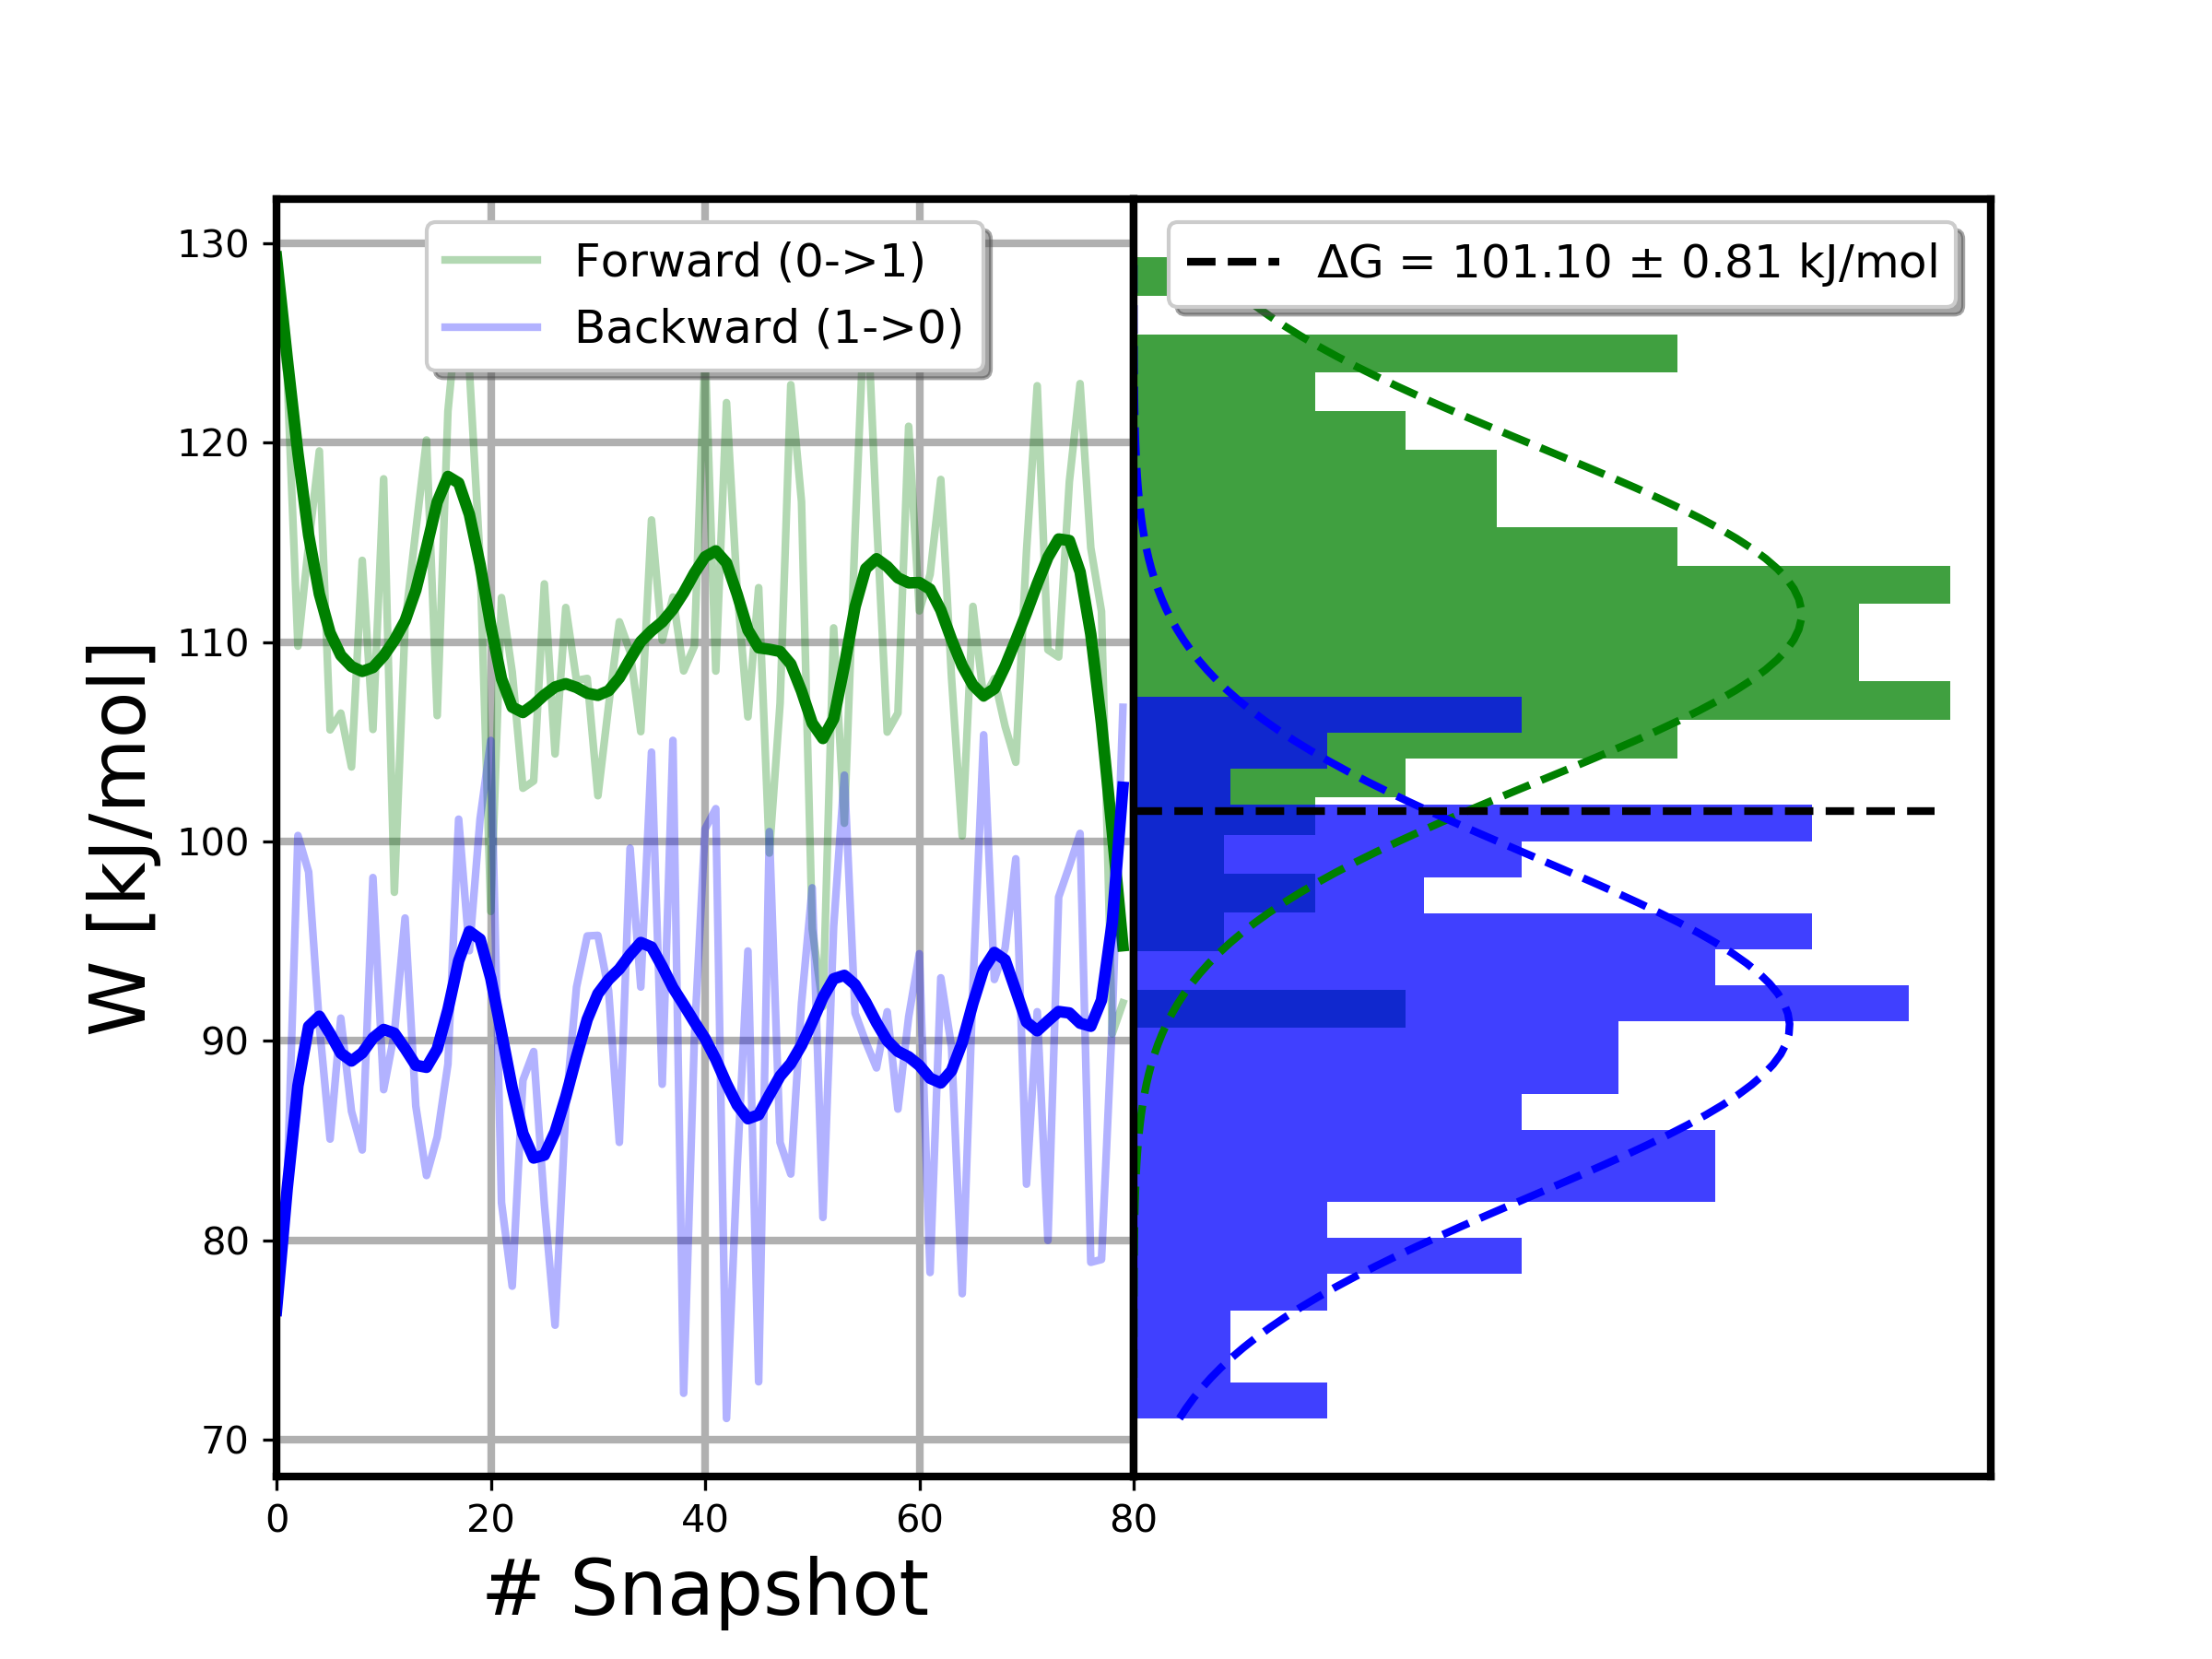 Forward (0->1)
Backward (1->0)
ΔG = 101.10 ± 0.81 kJ/mol
130
120
110
100
90
80
70
W [kJ/mol]
0 20 40 60 80
# Snapshot